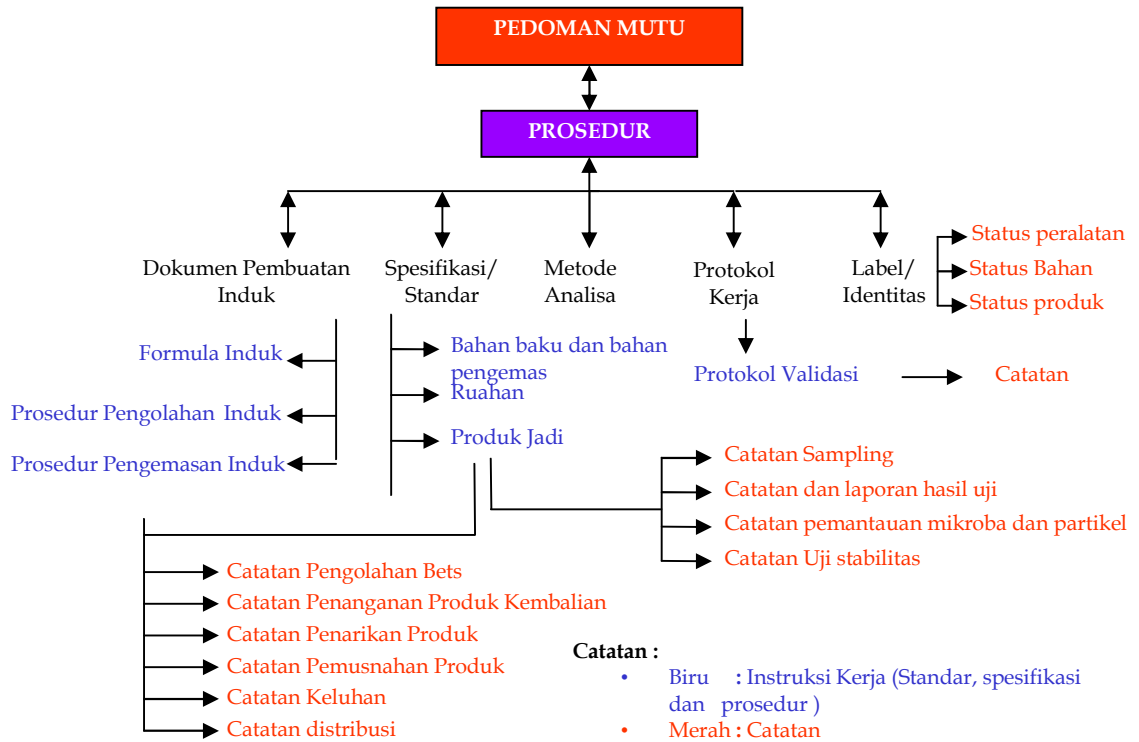 PEDOMAN MUTU
PROSEDUR
Dokumen Pembuatan
Induk
Spesifikasi/
Standar
Metode
Analisa
Protokol
Kerja
Label/
Identitas
Status peralatan
Status Bahan
Status produk
Formula Induk
Prosedur Pengolahan Induk
Prosedur Pengemasan Induk
Bahan baku dan bahan
pengemas
Ruahan
Produk Jadi
Protokol Validasi
Catatan
Catatan Sampling
Catatan dan laporan hasil uji
Catatan pemantauan mikroba dan partikel
Catatan Uji stabilitas
Catatan Pengolahan Bets
Catatan Penanganan Produk Kembalian
Catatan Penarikan Produk
Catatan Pemusnahan Produk
Catatan Keluhan
Catatan distribusi
Catatan :
• Biru : Instruksi Kerja (Standar, spesifikasi
dan prosedur )
• Merah : Catatan